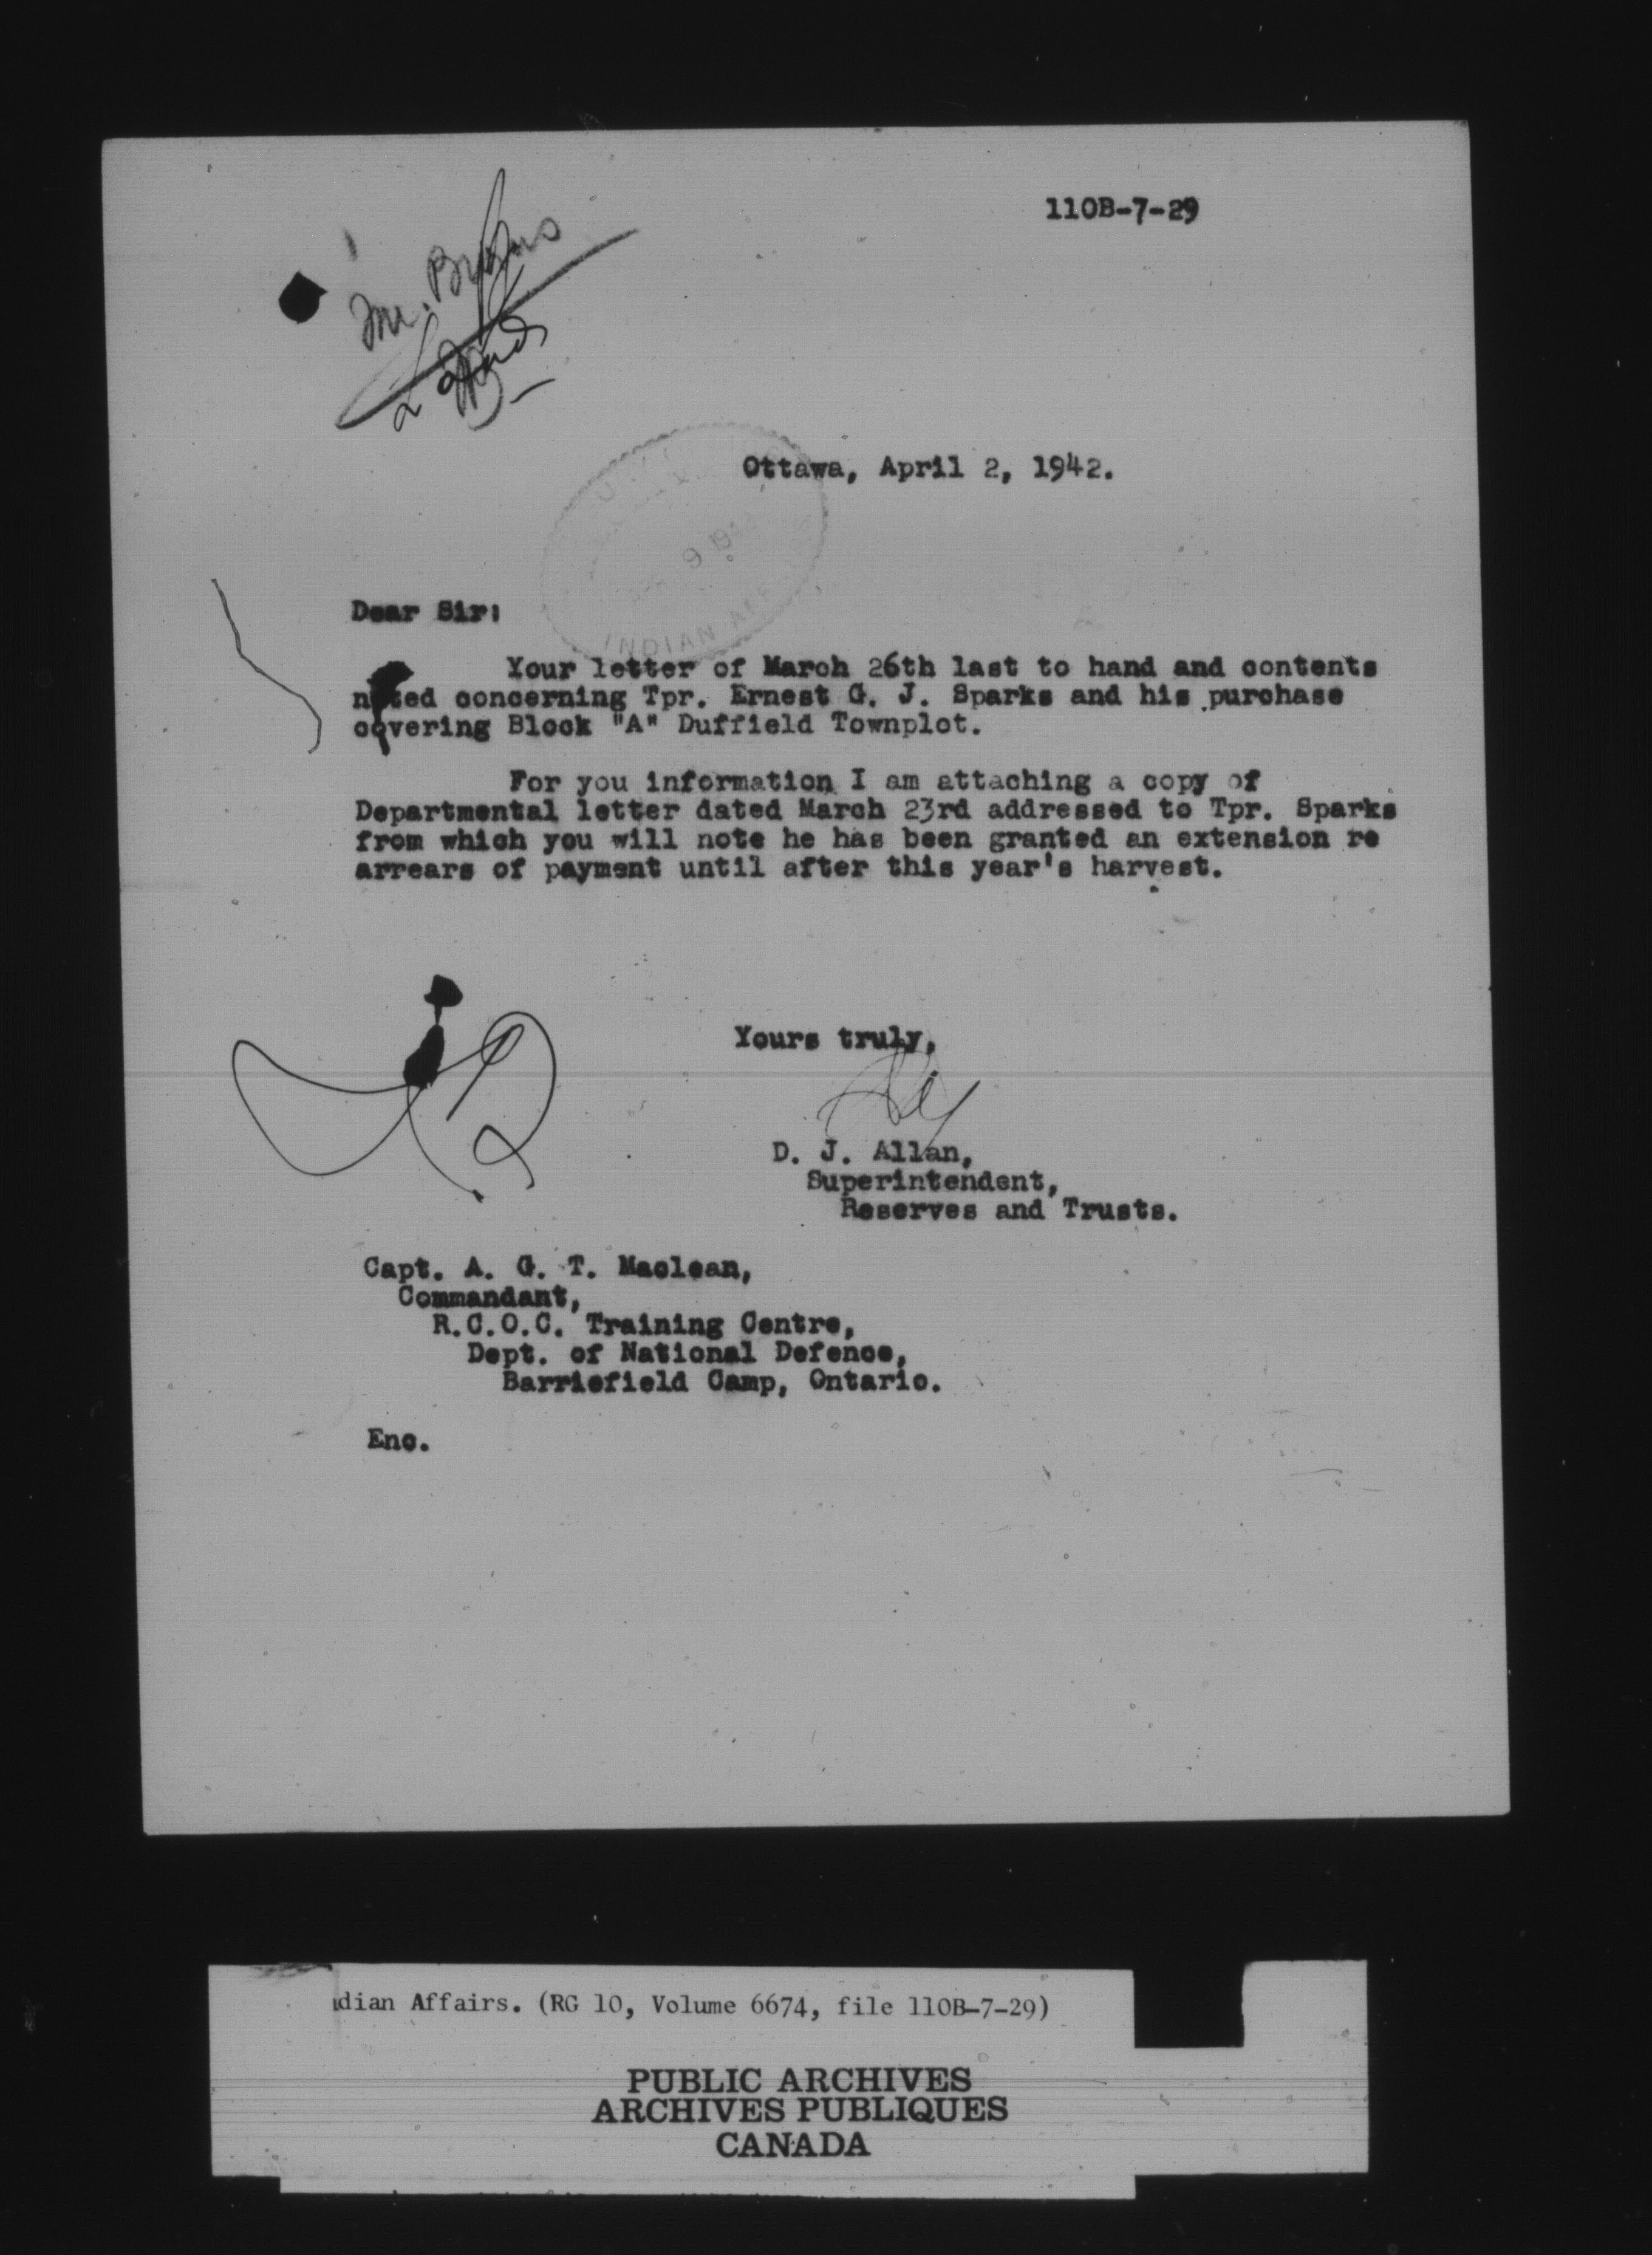 110B-7-29
Mr.
Ottawa, April 2, 1942.
9 1942
INDIAN AFFAIRS
Dear Sir:
Your letter of March 26th last to hand and contents
noted concerning Tpr. Ernest G. J. Sparks and his purchase
covering Block "A" Duffield Townplot.
For you information I am attaching a copy of
Departmental letter dated March 23rd addressed to Tpr. Sparks
from which you will note he has been granted an extension re
arrears of payment until after this year's harvest.
Yours truly,
D. J. Allan,
Superintendent,
Reserves and Trusts.
Capt. A. G. T. Maclean,
Commandant,
R.C.O.C. Training Centre,
Dept. of National Defence,
Barriefield Camp, Ontario.
Enc.
dian Affairs. (RG 10, Volume 6674, file 110B-7-29)
PUBLIC ARCHIVES
ARCHIVES PUBLIQUES
CANADA